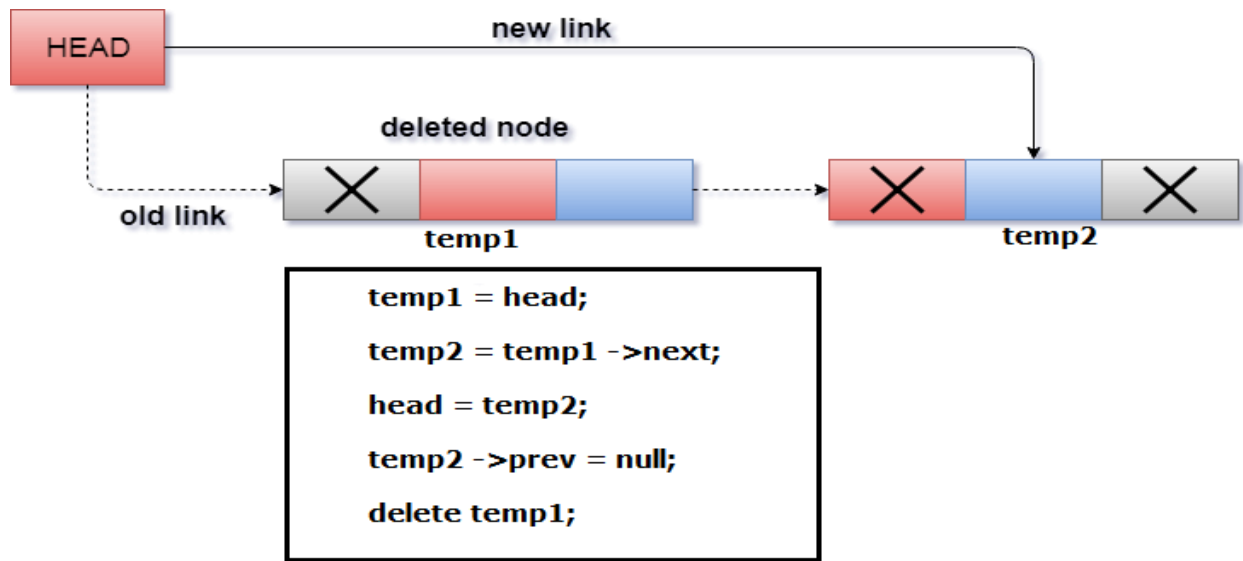 new link
HEAD
deleted node
old link
temp1
temp2
temp1 = head;
temp2 = temp1 ->next;
head = temp2;
temp2 ->prev = null;
delete temp1;